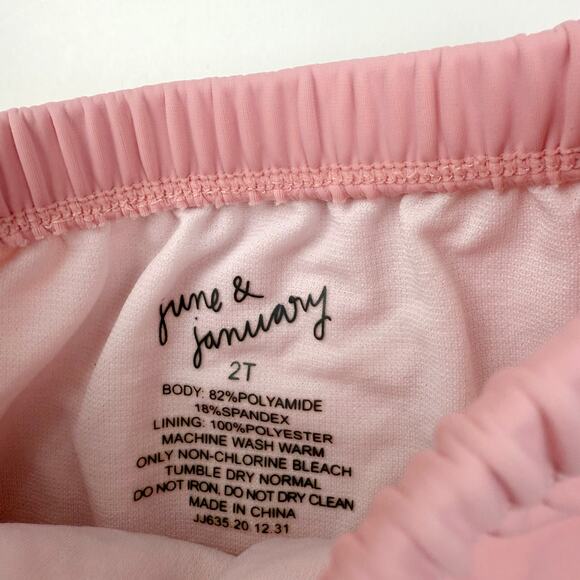 june &
january
2T
BODY: 82%POLYAMIDE
18%SPANDEX
LINING: 100%POLYESTER
MACHINE WASH WARM
ONLY NON-CHLORINE BLEACH
TUMBLE DRY NORMAL
DO NOT IRON, DO NOT DRY CLEAN
MADE IN CHINA
JJ635.20 12.31